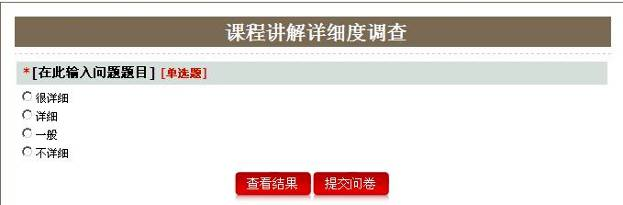 课程讲解详细度调查
*[在此输入问题题目] [单选题]
很详细
详细
一般
不详细
查看结果 提交问卷